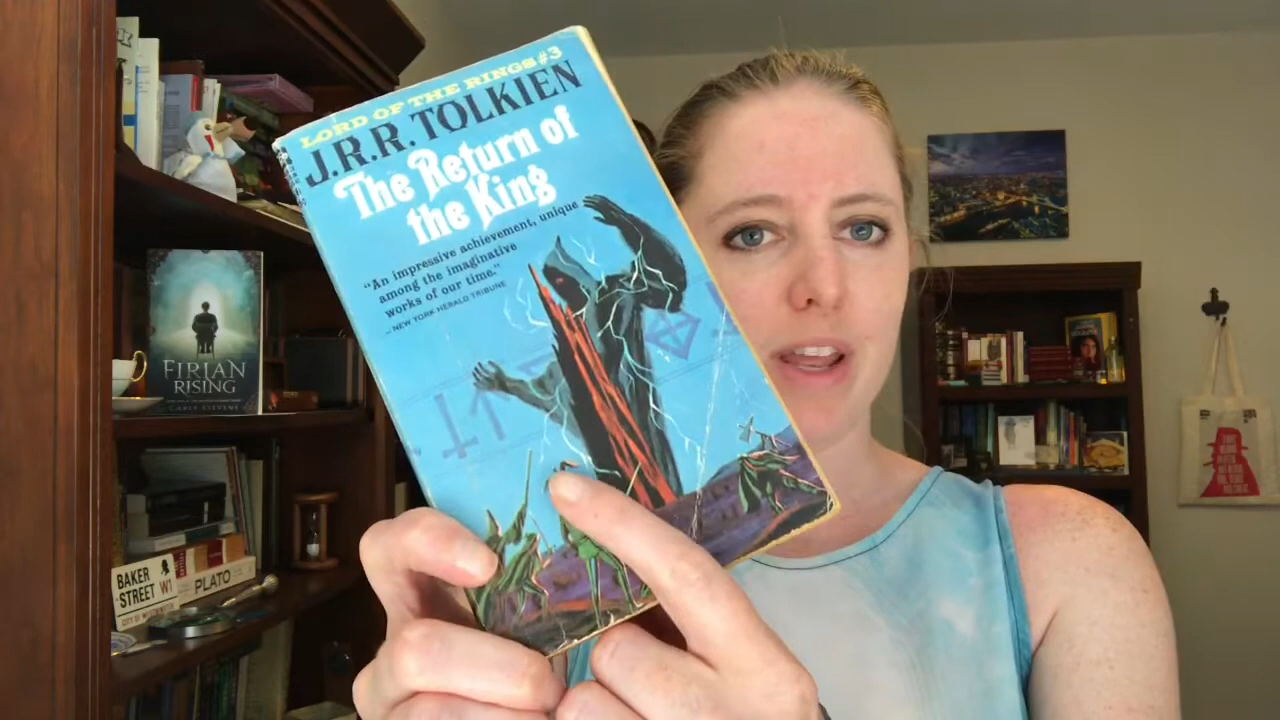 LORD OF THE RINGS #3
J.R.R. TOLKIEN
The Return of
the King
"An impressive achievement, unique
among the imaginative
works of our time."
– NEW YORK HERALD TRIBUNE
FIRIAN
RISING
CARLY STEVENS
BAKER
STREET W1
PLATO